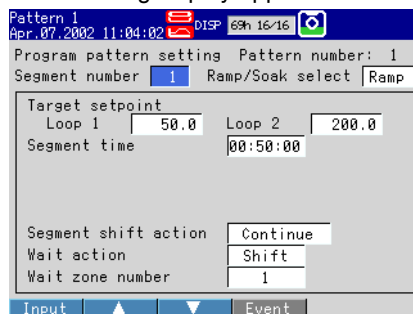 Pattern 1
Apr.07.2002 11:04:02 DISP 69h 16/16
Program pattern setting Pattern number: 1
Segment number 1 Ramp/Soak select Ramp
Target setpoint
Loop 1 50.0 Loop 2 200.0
Segment time 00:50:00
Segment shift action Continue
Wait action Shift
Wait zone number 1
Input Event